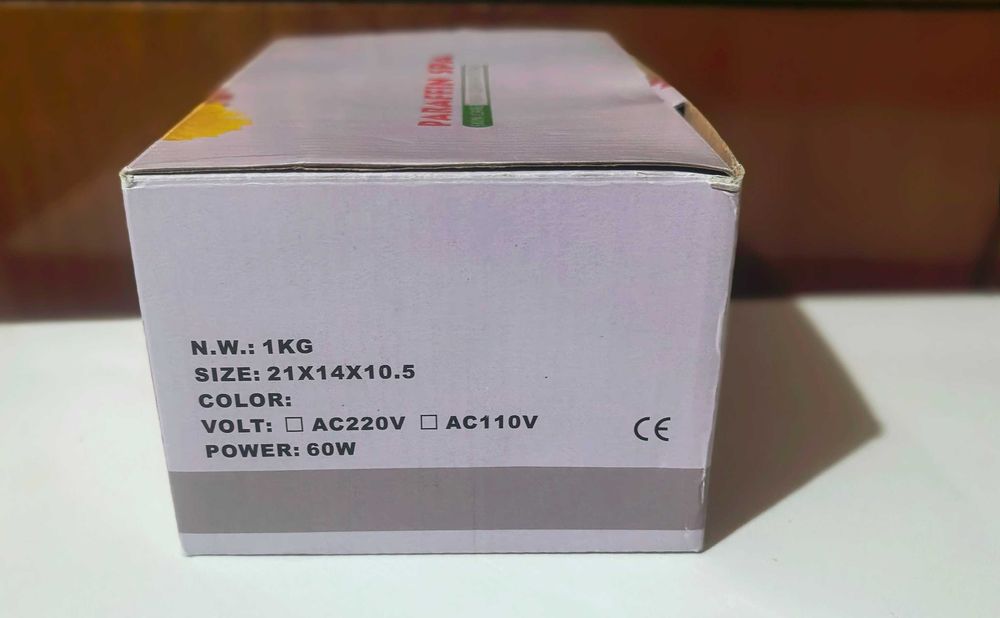 PARAFFIN SPA
N.W.: 1KG
SIZE: 21X14X10.5
COLOR:
VOLT: ☐ AC220V ☐ AC110V
POWER: 60W
CE